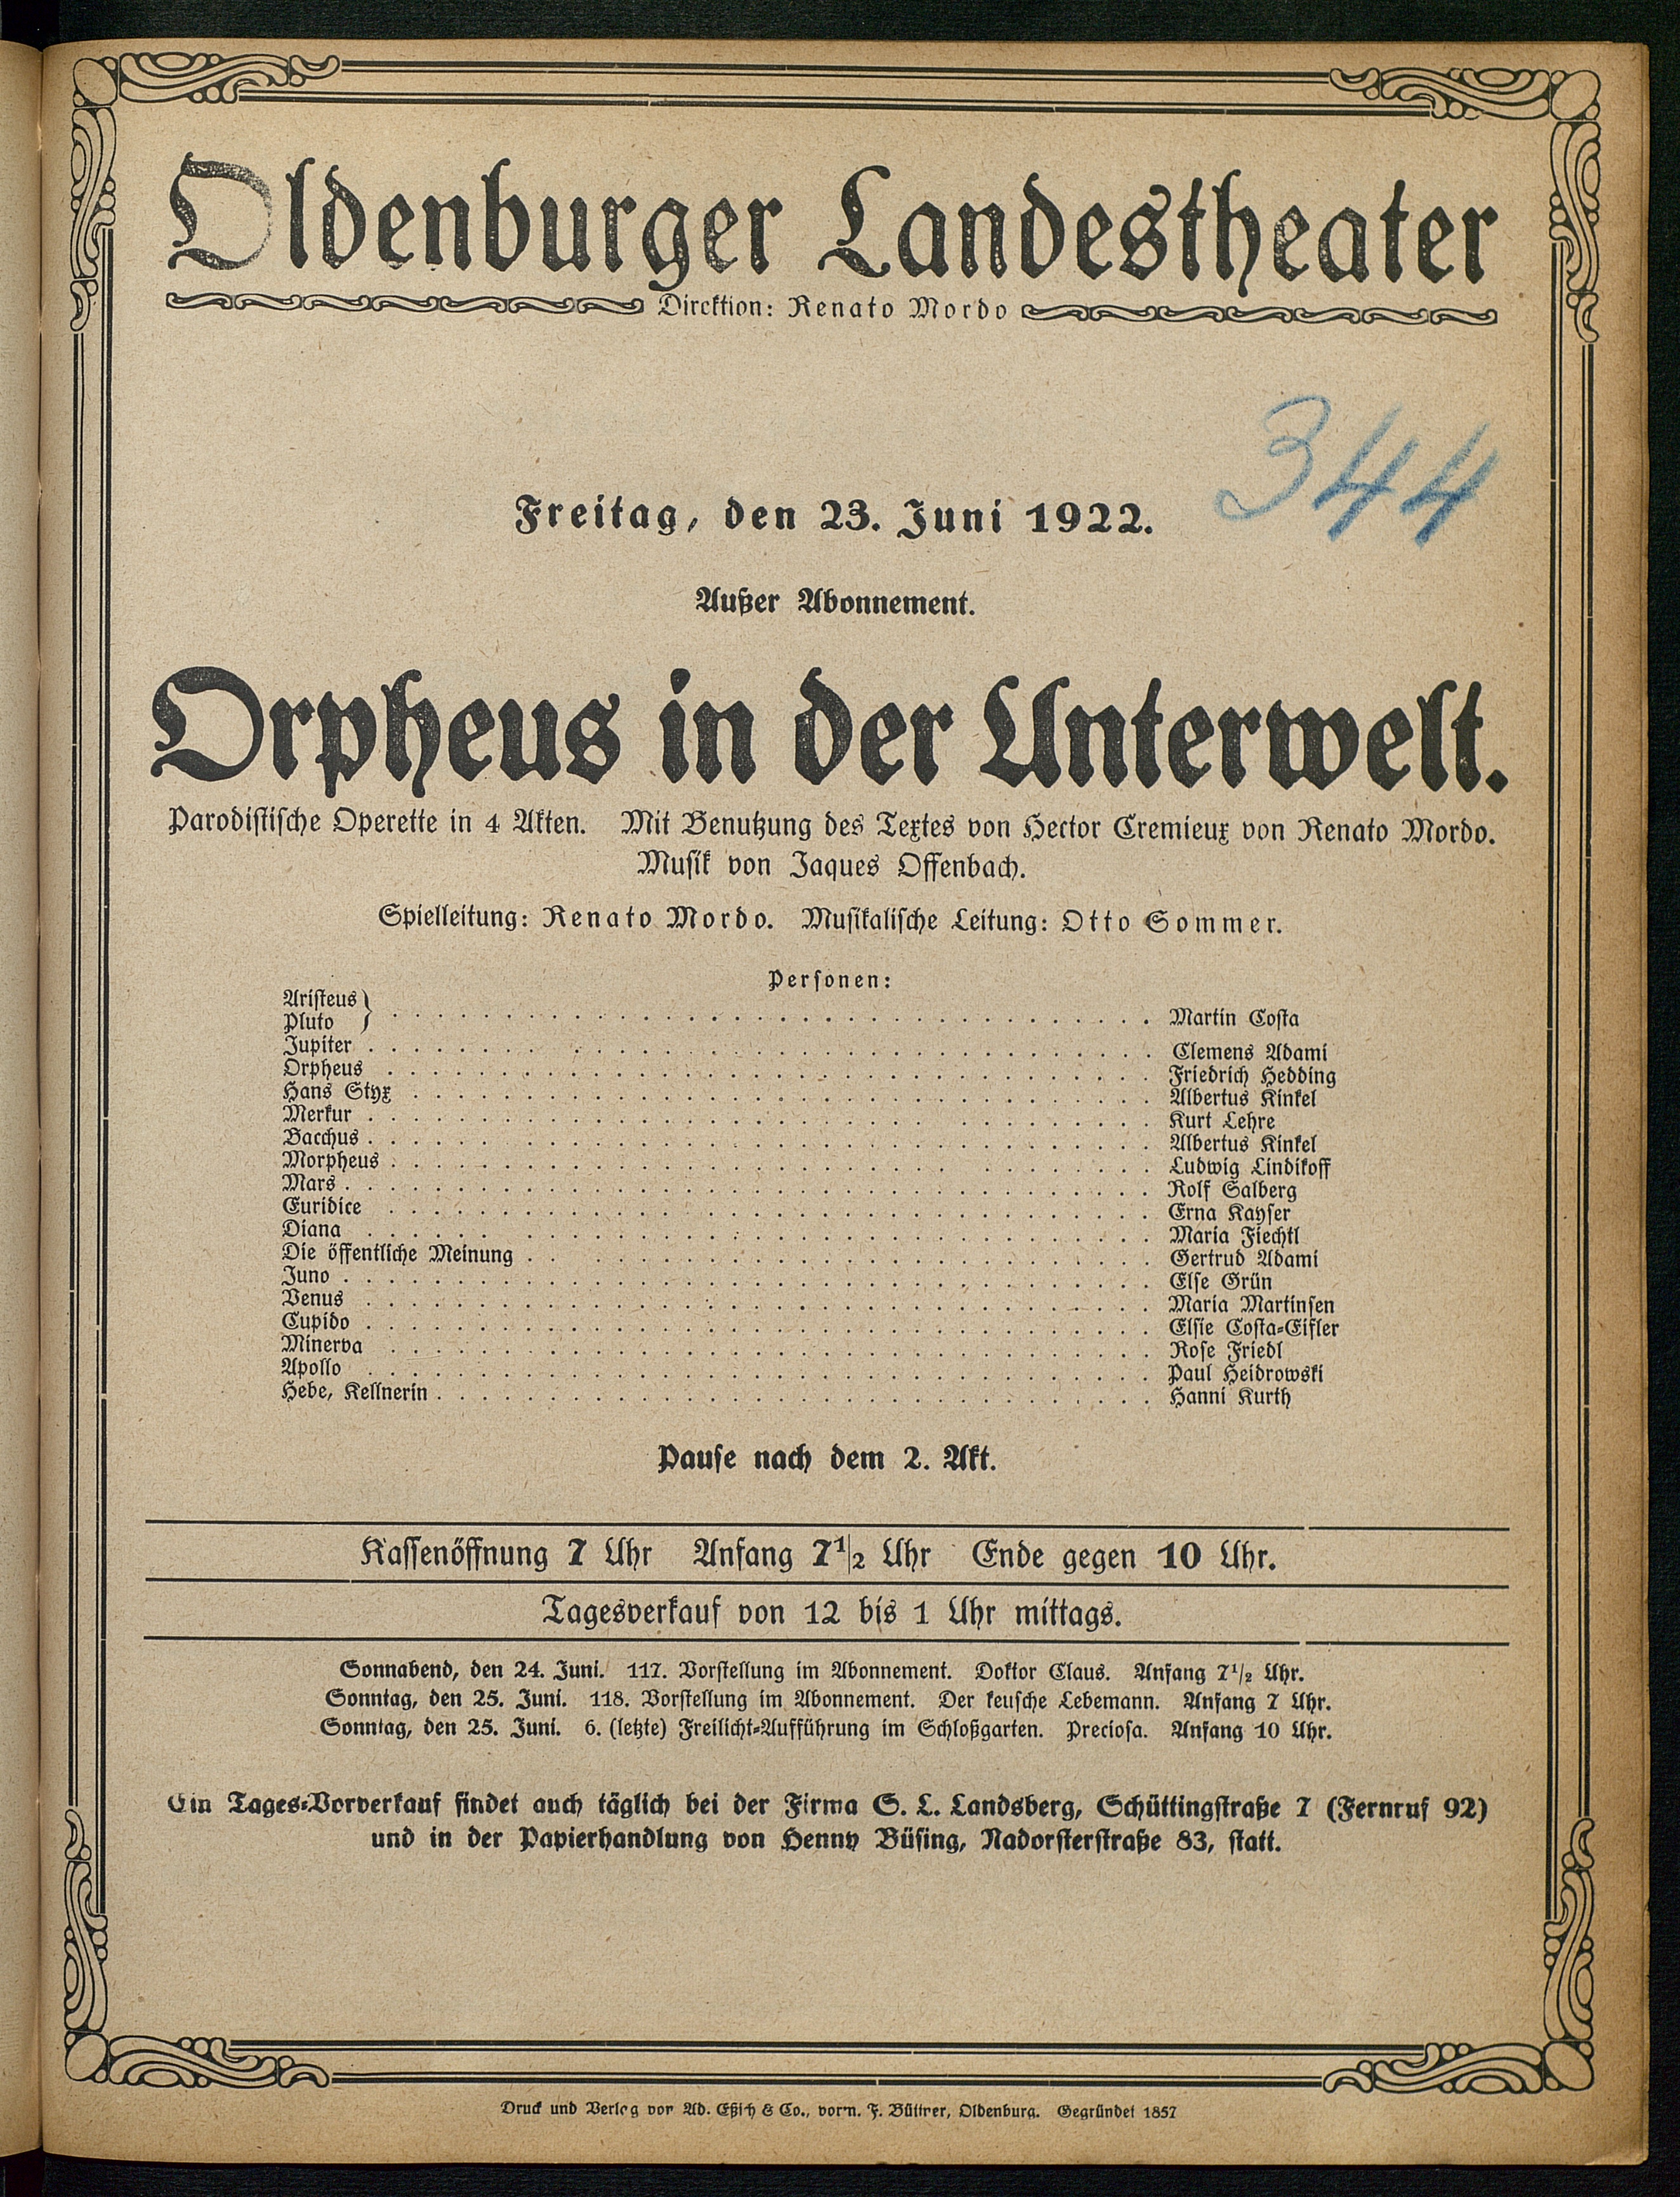 Oldenburger Landestheater
Direktion: Renato Mordo
344
Freitag, den 23. Juni 1922.
Außer Abonnement.
Orpheus in der Unterwelt.
Parodistische Operette in 4 Akten. Mit Benutzung des Textes von Hector Cremieux von Renato Mordo.
Musik von Jaques Offenbach.
Spielleitung: Renato Mordo. Musikalische Leitung: Otto Sommer.
Personen:
Aristeus
Pluto } . . . . . Martin Costa
Jupiter . . . . . Clemens Adami
Orpheus . . . . . Friedrich Hedding
Hans Styx . . . . . Albertus Kinkel
Merkur . . . . . Kurt Lehre
Bacchus . . . . . Albertus Kinkel
Morpheus . . . . . Ludwig Lindikoff
Mars . . . . . Rolf Salberg
Euridice . . . . . Erna Kayser
Diana . . . . . Maria Fiechtl
Die öffentliche Meinung . . . . . Gertrud Adami
Juno . . . . . Else Grün
Venus . . . . . Maria Martinsen
Cupido . . . . . Elsie Costa-Eifler
Minerva . . . . . Rose Friedl
Apollo . . . . . Paul Heidrowski
Hebe, Kellnerin . . . . . Hanni Kurth
Pause nach dem 2. Akt.
Kassenöffnung 7 Uhr Anfang 7 1/2 Uhr Ende gegen 10 Uhr.
Tagesverkauf von 12 bis 1 Uhr mittags.
Sonnabend, den 24. Juni. 117. Vorstellung im Abonnement. Doktor Claus. Anfang 7 1/2 Uhr.
Sonntag, den 25. Juni. 118. Vorstellung im Abonnement. Der keusche Lebemann. Anfang 7 Uhr.
Sonntag, den 25. Juni. 6. (letzte) Freilicht-Aufführung im Schloßgarten. Preciosa. Anfang 10 Uhr.
Ein Tages-Vorverkauf findet auch täglich bei der Firma S. L. Landsberg, Schüttingstraße 7 (Fernruf 92)
und in der Papierhandlung von Henny Büsing, Nadorsterstraße 83, statt.
Druck und Verlag von Ad. Eßich & Co., vorm. F. Büttner, Oldenburg. Gegründet 1857